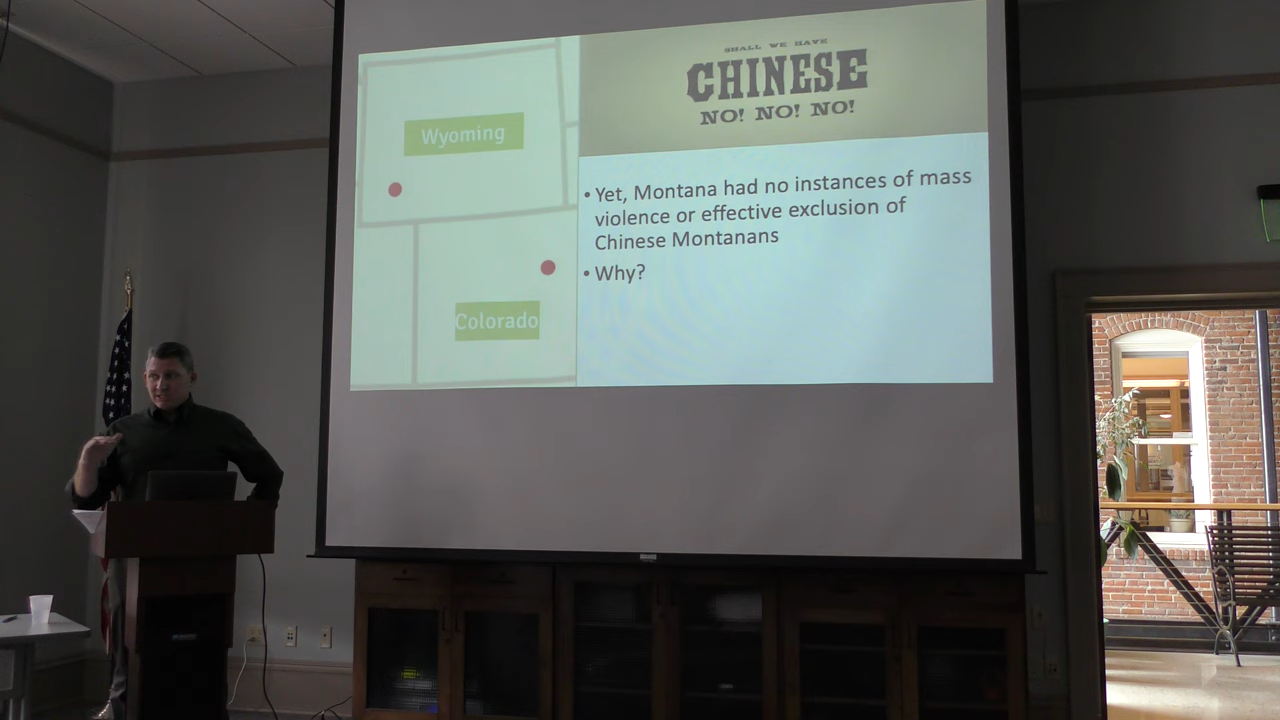 Wyoming
Colorado
SHALL WE HAVE
CHINESE
NO! NO! NO!
• Yet, Montana had no instances of mass
violence or effective exclusion of
Chinese Montanans
• Why?